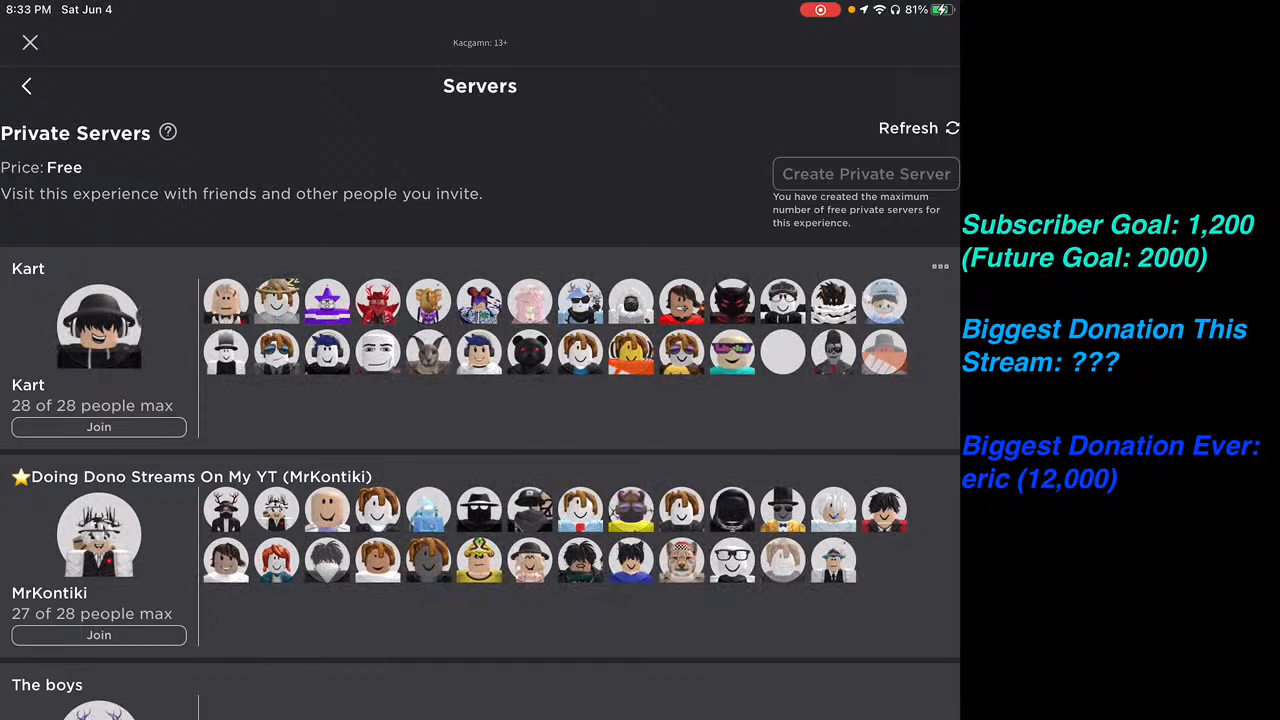 8:33 PM Sat Jun 4
81%
Kacgamn: 13+
Servers
Private Servers ?
Refresh
Price: Free
Create Private Server
Visit this experience with friends and other people you invite.
You have created the maximum
number of free private servers for
this experience.
Kart
Kart
28 of 28 people max
Join
⭐Doing Dono Streams On My YT (MrKontiki)
MrKontiki
27 of 28 people max
Join
The boys
Subscriber Goal: 1,200
(Future Goal: 2000)
Biggest Donation This
Stream: ???
Biggest Donation Ever:
eric (12,000)